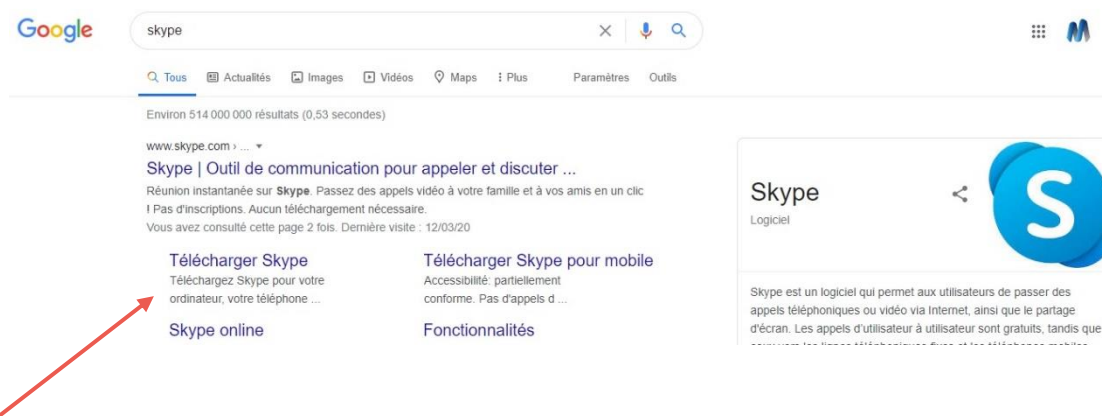 Google
skype
Tous Actualités Images Vidéos Maps Plus Paramètres Outils
Environ 514 000 000 résultats (0,53 secondes)
www.skype.com › ...
Skype | Outil de communication pour appeler et discuter ...
Réunion instantanée sur Skype. Passez des appels vidéo à votre famille et à vos amis en un clic
! Pas d'inscriptions. Aucun téléchargement nécessaire.
Vous avez consulté cette page 2 fois. Dernière visite : 12/03/20
Télécharger Skype
Téléchargez Skype pour votre
ordinateur, votre téléphone ...
Télécharger Skype pour mobile
Accessibilité: partiellement
conforme. Pas d'appels d ...
Skype online
Fonctionnalités
Skype
Logiciel
S
Skype est un logiciel qui permet aux utilisateurs de passer des
appels téléphoniques ou vidéo via Internet, ainsi que le partage
d'écran. Les appels d'utilisateur à utilisateur sont gratuits, tandis que